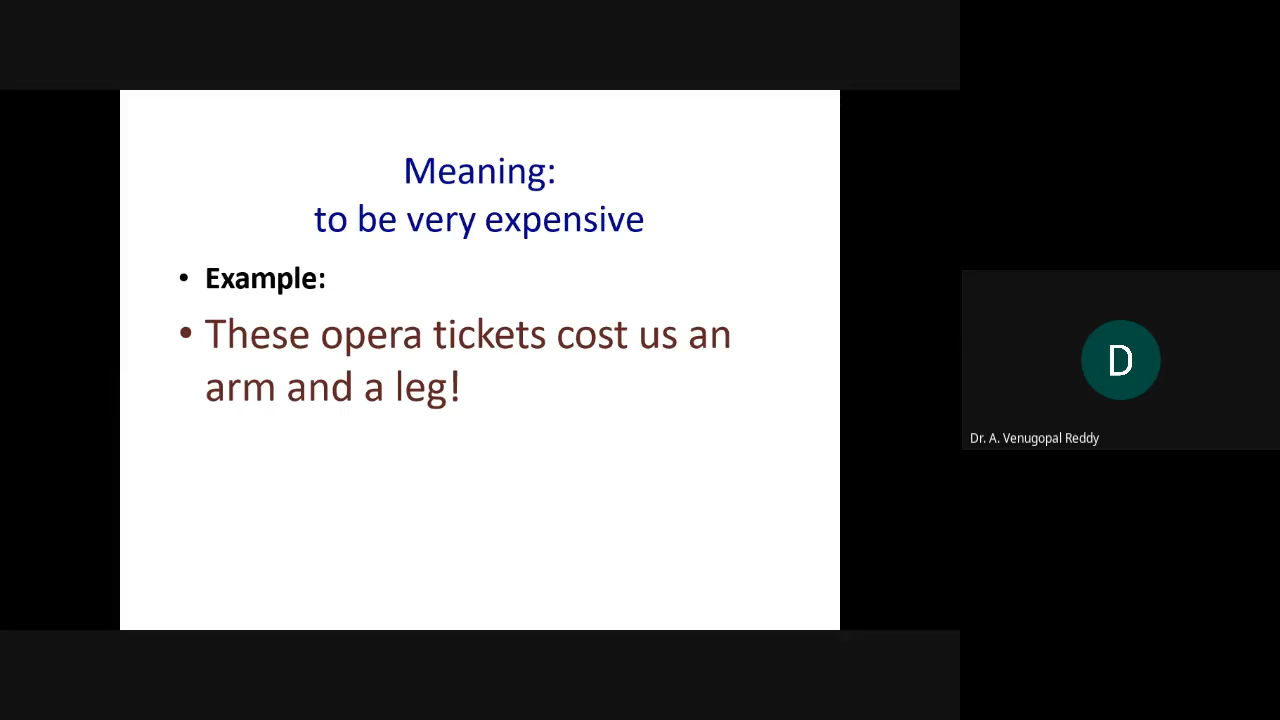 Meaning:
to be very expensive
• Example:
• These opera tickets cost us an
arm and a leg!
D
Dr. A. Venugopal Reddy